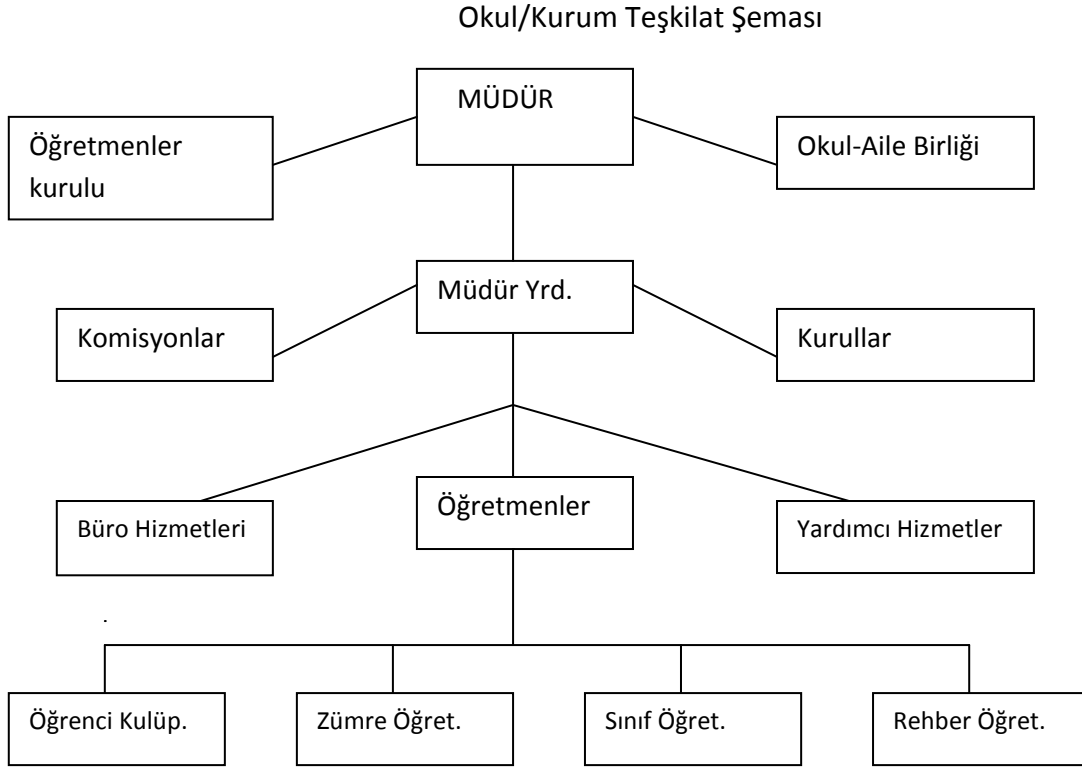 Okul/Kurum Teşkilat Şeması
MÜDÜR
Öğretmenler
kurulu
Okul-Aile Birliği
Müdür Yrd.
Komisyonlar
Kurullar
Büro Hizmetleri
Öğretmenler
Yardımcı Hizmetler
.
Öğrenci Kulüp.
Zümre Öğret.
Sınıf Öğret.
Rehber Öğret.